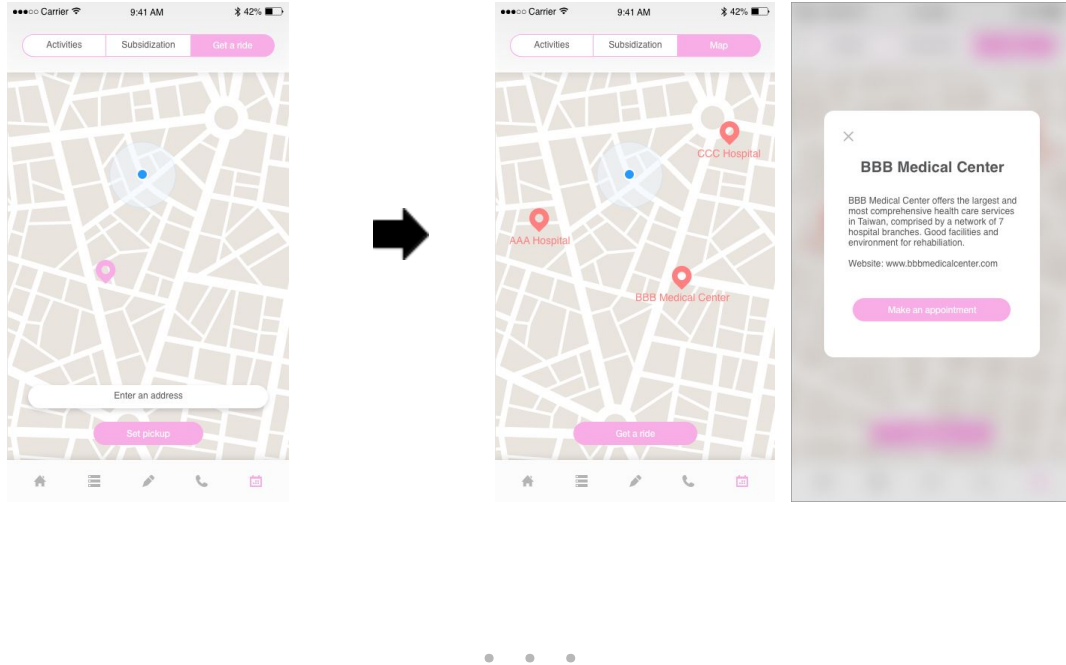 Carrier 9:41 AM 42%
Activities Subsidization Get a ride
Enter an address
Set pickup
Carrier 9:41 AM 42%
Activities Subsidization Map
CCC Hospital
AAA Hospital
BBB Medical Center
Get a ride
BBB Medical Center
BBB Medical Center offers the largest and
most comprehensive health care services
in Taiwan, comprised by a network of 7
hospital branches. Good facilities and
environment for rehabiliation.
Website: www.bbbmedicalcenter.com
Make an appointment